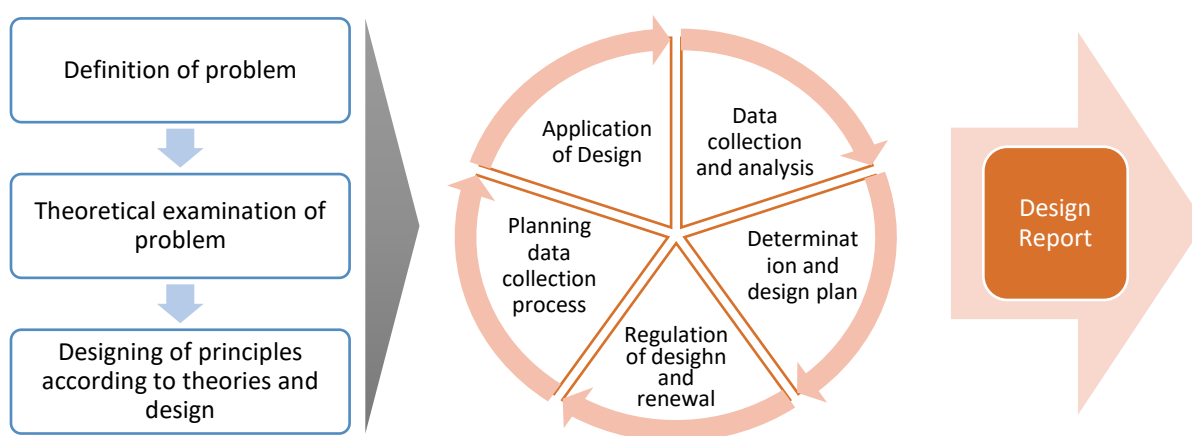 Definition of problem
Theoretical examination of
problem
Designing of principles
according to theories and
design
Application
of Design
Data
collection
and analysis
Planning
data
collection
process
Determinat
ion and
design plan
Regulation
of desighn
and
renewal
Design
Report